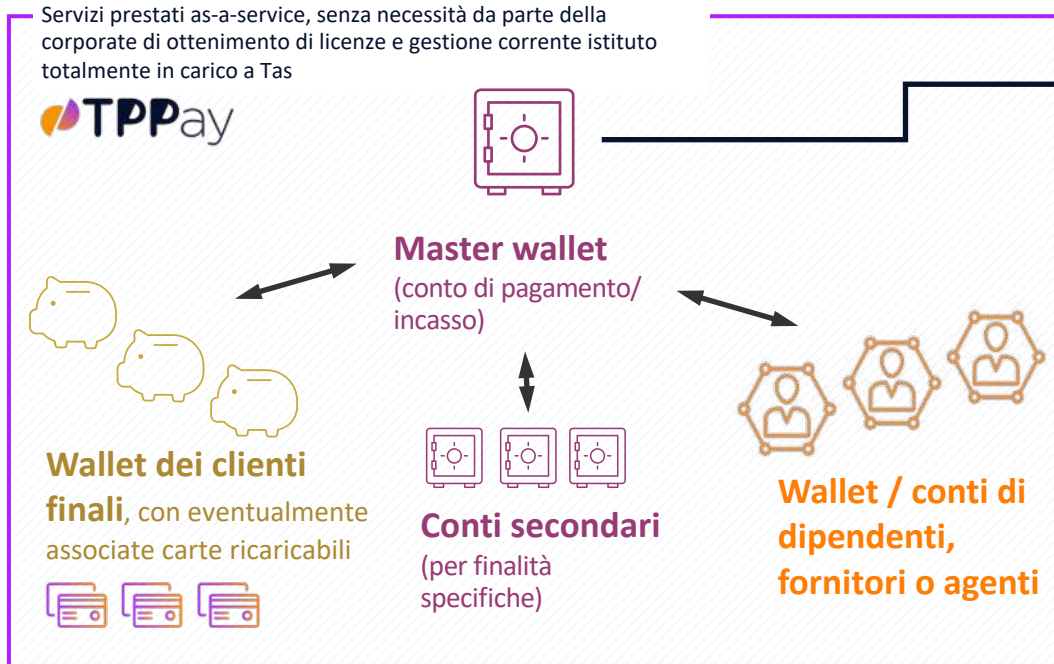 Servizi prestati as-a-service, senza necessità da parte della
corporate di ottenimento di licenze e gestione corrente istituto
totalmente in carico a Tas
TPPay
Master wallet
(conto di pagamento/
incasso)
Wallet dei clienti
finali, con eventualmente
associate carte ricaricabili
Conti secondari
(per finalità
specifiche)
Wallet / conti di
dipendenti,
fornitori o agenti